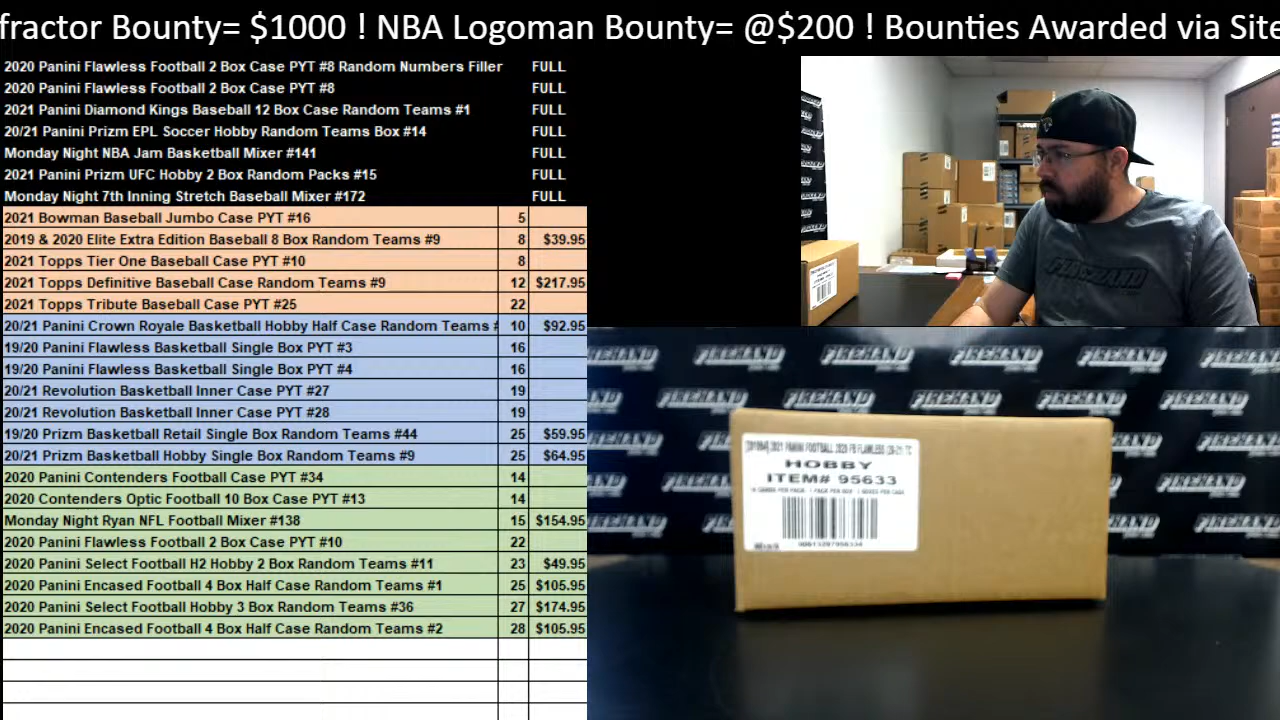 fractor Bounty= $1000 ! NBA Logoman Bounty= @$200 ! Bounties Awarded via Site
2020 Panini Flawless Football 2 Box Case PYT #8 Random Numbers Filler FULL
2020 Panini Flawless Football 2 Box Case PYT #8 FULL
2021 Panini Diamond Kings Baseball 12 Box Case Random Teams #1 FULL
20/21 Panini Prizm EPL Soccer Hobby Random Teams Box #14 FULL
Monday Night NBA Jam Basketball Mixer #141 FULL
2021 Panini Prizm UFC Hobby 2 Box Random Packs #15 FULL
Monday Night 7th Inning Stretch Baseball Mixer #172 FULL
2021 Bowman Baseball Jumbo Case PYT #16 5
2019 & 2020 Elite Extra Edition Baseball 8 Box Random Teams #9 8 $39.95
2021 Topps Tier One Baseball Case PYT #10 8
2021 Topps Definitive Baseball Case Random Teams #9 12 $217.95
2021 Topps Tribute Baseball Case PYT #25 22
20/21 Panini Crown Royale Basketball Hobby Half Case Random Teams # 10 $92.95
19/20 Panini Flawless Basketball Single Box PYT #3 16
19/20 Panini Flawless Basketball Single Box PYT #4 16
20/21 Revolution Basketball Inner Case PYT #27 19
20/21 Revolution Basketball Inner Case PYT #28 19
19/20 Prizm Basketball Retail Single Box Random Teams #44 25 $59.95
20/21 Prizm Basketball Hobby Single Box Random Teams #9 25 $64.95
2020 Panini Contenders Football Case PYT #34 14
2020 Contenders Optic Football 10 Box Case PYT #13 14
Monday Night Ryan NFL Football Mixer #138 15 $154.95
2020 Panini Flawless Football 2 Box Case PYT #10 22
2020 Panini Select Football H2 Hobby 2 Box Random Teams #11 23 $49.95
2020 Panini Encased Football 4 Box Half Case Random Teams #1 25 $105.95
2020 Panini Select Football Hobby 3 Box Random Teams #36 27 $174.95
2020 Panini Encased Football 4 Box Half Case Random Teams #2 28 $105.95
FIREHAND
2021 PANINI FOOTBALL 2020 FB FLAWLESS (20-21) TC
HOBBY
ITEM# 95633